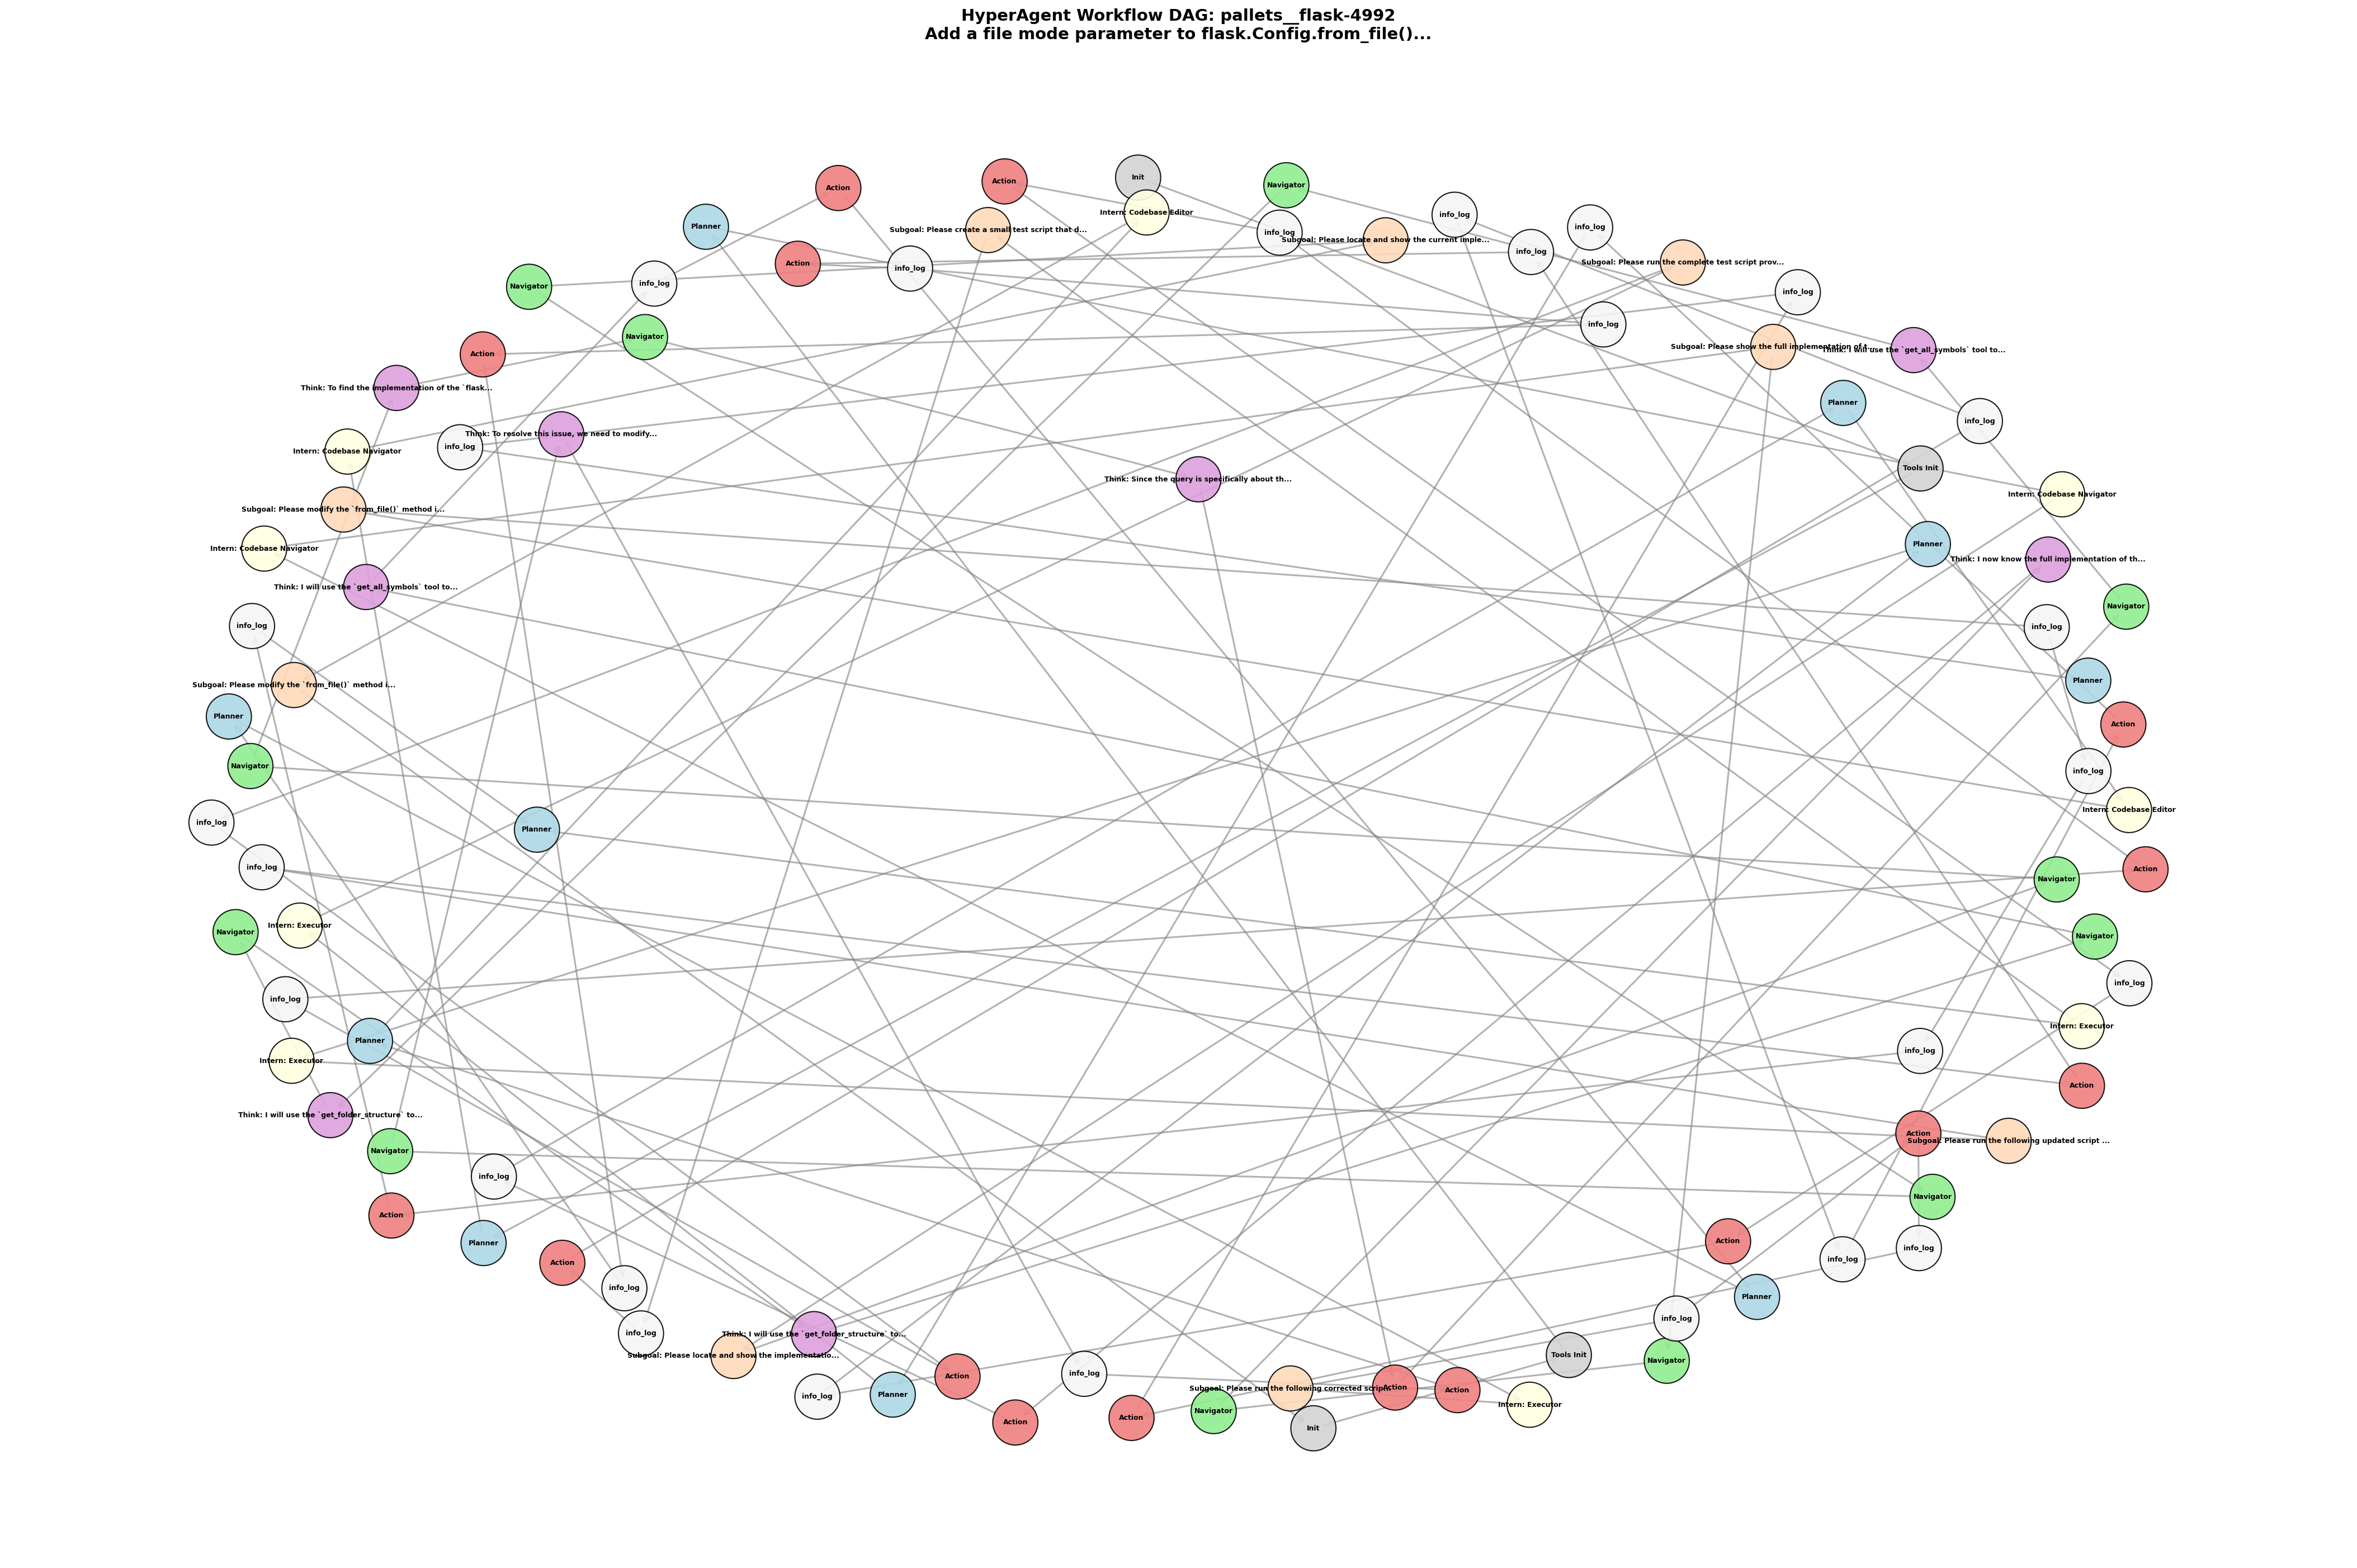 HyperAgent Workflow DAG: pallets__flask-4992
Add a file mode parameter to flask.Config.from_file()...
Init
Action
Navigator
Action
Intern: Codebase Editor
info_log
Planner
Subgoal: Please create a small test script that d...
info_log
info_log
Subgoal: Please locate and show the current imple...
info_log
Subgoal: Please run the complete test script prov...
Action
info_log
info_log
Navigator
info_log
info_log
Navigator
Subgoal: Please show the full implementation of t...
Think: I will use the `get_all_symbols` tool to...
Action
Think: To find the implementation of the `flask...
Planner
info_log
Think: To resolve this issue, we need to modify...
info_log
Intern: Codebase Navigator
Tools Init
Think: Since the query is specifically about th...
Intern: Codebase Navigator
Subgoal: Please modify the `from_file()` method i...
Planner
Intern: Codebase Navigator
Think: I now know the full implementation of th...
Think: I will use the `get_all_symbols` tool to...
Navigator
info_log
info_log
Planner
Subgoal: Please modify the `from_file()` method i...
Planner
Action
Navigator
info_log
Intern: Codebase Editor
info_log
Planner
info_log
Action
Navigator
Intern: Executor
Navigator
Navigator
info_log
info_log
Intern: Executor
Planner
info_log
Intern: Executor
Action
Think: I will use the `get_folder_structure` to...
Action
Subgoal: Please run the following updated script ...
Navigator
info_log
Navigator
Action
Planner
Action
info_log
info_log
Action
info_log
Planner
info_log
info_log
Think: I will use the `get_folder_structure` to...
Subgoal: Please locate and show the implementatio...
Tools Init
Navigator
info_log
Action
Subgoal: Please run the following corrected script...
Action
Action
Planner
info_log
Intern: Executor
Navigator
Action
Action
Init